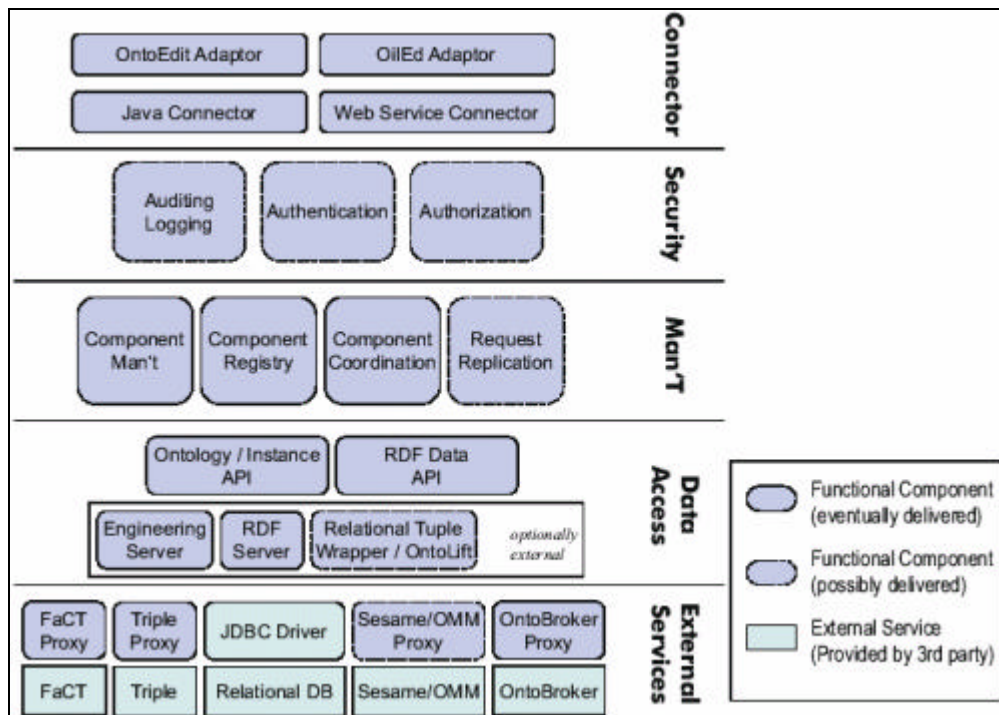 OntoEdit Adaptor
OilEd Adaptor
Java Connector
Web Service Connector
Connector
Auditing
Logging
Authentication
Authorization
Security
Component
Man't
Component
Registry
Component
Coordination
Request
Replication
Man'T
Ontology / Instance
API
RDF Data
API
Engineering
Server
RDF
Server
Relational Tuple
Wrapper / OntoLift
optionally
external
Data
Access
FaCT
Proxy
Triple
Proxy
JDBC Driver
Sesame/OMM
Proxy
OntoBroker
Proxy
FaCT
Triple
Relational DB
Sesame/OMM
OntoBroker
External
Services
Functional Component
(eventually delivered)
Functional Component
(possibly delivered)
External Service
(Provided by 3rd party)